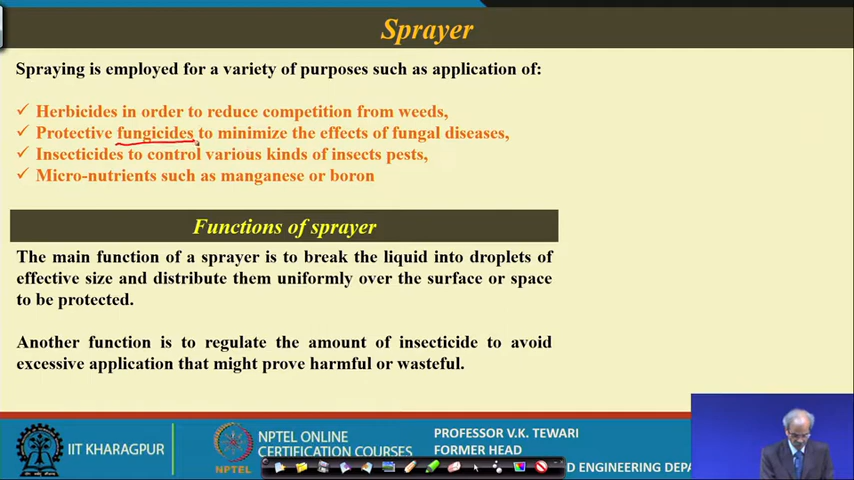 Sprayer
Spraying is employed for a variety of purposes such as application of:
✓ Herbicides in order to reduce competition from weeds,
✓ Protective fungicides to minimize the effects of fungal diseases,
✓ Insecticides to control various kinds of insects pests,
✓ Micro-nutrients such as manganese or boron
Functions of sprayer
The main function of a sprayer is to break the liquid into droplets of
effective size and distribute them uniformly over the surface or space
to be protected.
Another function is to regulate the amount of insecticide to avoid
excessive application that might prove harmful or wasteful.
IIT KHARAGPUR
NPTEL
NPTEL ONLINE
CERTIFICATION COURSES
PROFESSOR V.K. TEWARI
FORMER HEAD
D ENGINEERING DEPA